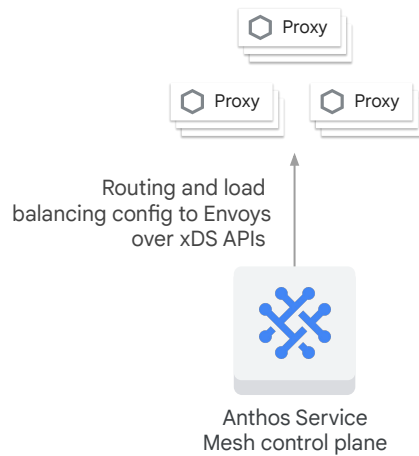 Proxy
Proxy
Proxy
Routing and load
balancing config to Envoys
over xDS APIs
Anthos Service
Mesh control plane